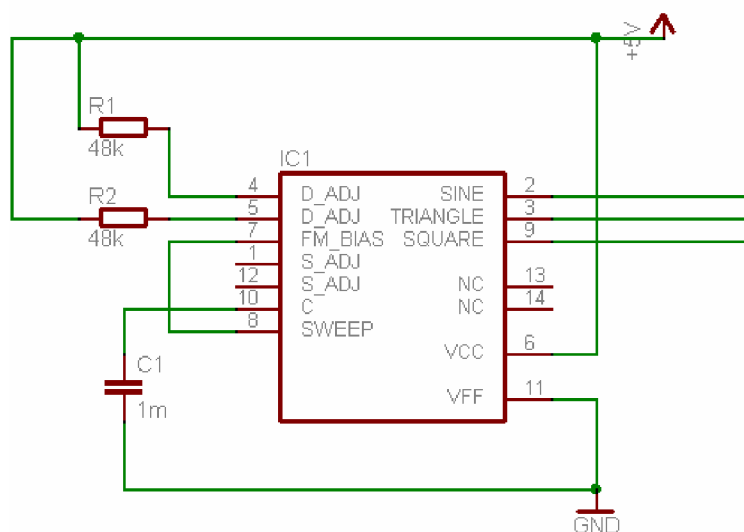 +5V
R1
48k
R2
48k
IC1
4 D_ADJ SINE 2
5 D_ADJ TRIANGLE 3
7 FM_BIAS SQUARE 9
1 S_ADJ
12 S_ADJ NC 13
10 C NC 14
8 SWEEP
VCC 6
C1
1m
VFF 11
GND